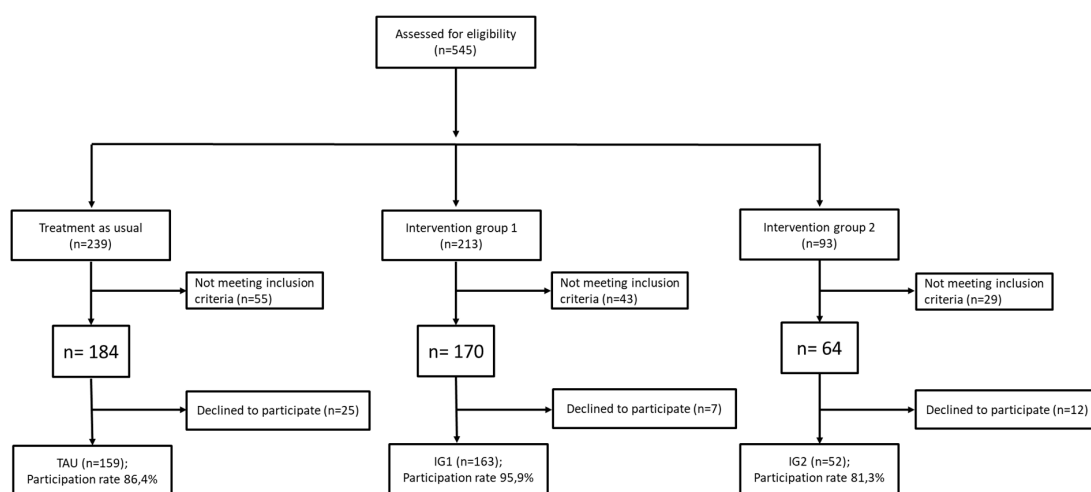 Assessed for eligibility
(n=545)
Treatment as usual
(n=239)
Intervention group 1
(n=213)
Intervention group 2
(n=93)
Not meeting inclusion
criteria (n=55)
Not meeting inclusion
criteria (n=43)
Not meeting inclusion
criteria (n=29)
n= 184
n= 170
n= 64
Declined to participate (n=25)
Declined to participate (n=7)
Declined to participate (n=12)
TAU (n=159);
Participation rate 86,4%
IG1 (n=163);
Participation rate 95,9%
IG2 (n=52);
Participation rate 81,3%